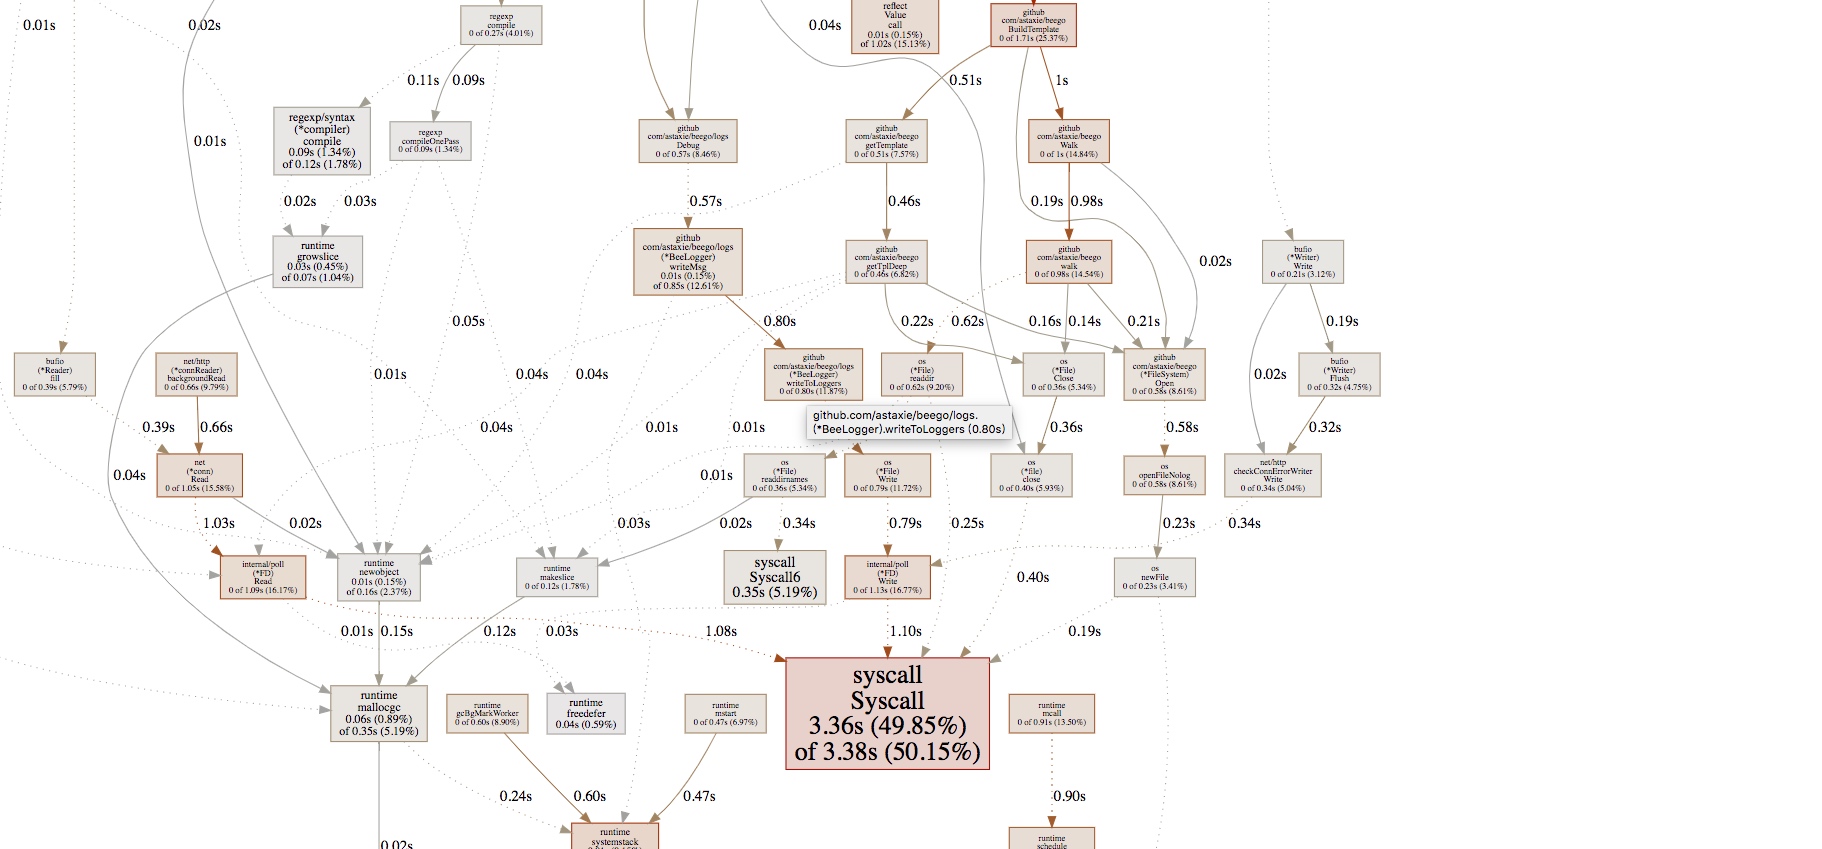 0.01s
0.02s
regexp
compile
0 of 0.27s (4.01%)
0.04s
reflect
Value
call
0.01s (0.15%)
of 1.02s (15.13%)
github
com/astaxie/beego
BuildTemplate
0 of 1.71s (25.37%)
0.11s
0.09s
0.51s
1s
regexp/syntax
(*compiler)
compile
0.09s (1.34%)
of 0.12s (1.78%)
regexp
compileOnePass
0 of 0.09s (1.34%)
0.01s
github
com/astaxie/beego/logs
Debug
0 of 0.57s (8.46%)
github
com/astaxie/beego
getTemplate
0 of 0.51s (7.57%)
github
com/astaxie/beego
Walk
0 of 1s (14.84%)
0.02s
0.03s
0.57s
0.46s
0.19s
0.98s
runtime
growslice
0.03s (0.45%)
of 0.07s (1.04%)
github
com/astaxie/beego/logs
(*BeeLogger)
writeMsg
0.01s (0.15%)
of 0.85s (12.61%)
github
com/astaxie/beego
getTplDeep
0 of 0.46s (6.82%)
github
com/astaxie/beego
walk
0 of 0.98s (14.54%)
0.02s
bufio
(*Writer)
Write
0 of 0.21s (3.12%)
0.05s
0.80s
0.22s
0.62s
0.16s
0.14s
0.21s
0.19s
bufio
(*Reader)
fill
0 of 0.39s (5.79%)
net/http
(*connReader)
backgroundRead
0 of 0.66s (9.79%)
0.01s
0.04s
0.04s
github
com/astaxie/beego/logs
(*BeeLogger)
writeToLoggers
0 of 0.80s (11.87%)
os
(*File)
readdir
0 of 0.62s (9.20%)
os
(*File)
Close
0 of 0.36s (5.34%)
github
com/astaxie/beego
(*FileSystem)
Open
0 of 0.58s (8.61%)
0.02s
bufio
(*Writer)
Flush
0 of 0.32s (4.75%)
github.com/astaxie/beego/logs.
(*BeeLogger).writeToLoggers (0.80s)
0.39s
0.66s
0.04s
0.01s
0.01s
0.36s
0.58s
0.32s
0.04s
net
(*conn)
Read
0 of 1.05s (15.58%)
0.01s
os
(*File)
readdirnames
0 of 0.36s (5.34%)
os
(*File)
Write
0 of 0.79s (11.72%)
os
(*file)
close
0 of 0.40s (5.93%)
os
openFileNolog
0 of 0.58s (8.61%)
net/http
checkConnErrorWriter
Write
0 of 0.34s (5.04%)
1.03s
0.02s
0.03s
0.02s
0.34s
0.79s
0.25s
0.23s
0.34s
internal/poll
(*FD)
Read
0 of 1.09s (16.17%)
runtime
newobject
0.01s (0.15%)
of 0.16s (2.37%)
runtime
makeslice
0 of 0.12s (1.78%)
syscall
Syscall6
0.35s (5.19%)
internal/poll
(*FD)
Write
0 of 1.13s (16.77%)
0.40s
os
newFile
0 of 0.23s (3.41%)
0.01s
0.15s
0.12s
0.03s
1.08s
1.10s
0.19s
runtime
mallocgc
0.06s (0.89%)
of 0.35s (5.19%)
runtime
gcBgMarkWorker
0 of 0.60s (8.90%)
runtime
freedefer
0.04s (0.59%)
runtime
mstart
0 of 0.47s (6.97%)
syscall
Syscall
3.36s (49.85%)
of 3.38s (50.15%)
runtime
mcall
0 of 0.91s (13.50%)
0.24s
0.60s
0.47s
0.90s
0.02s
runtime
systemstack
runtime
schedule